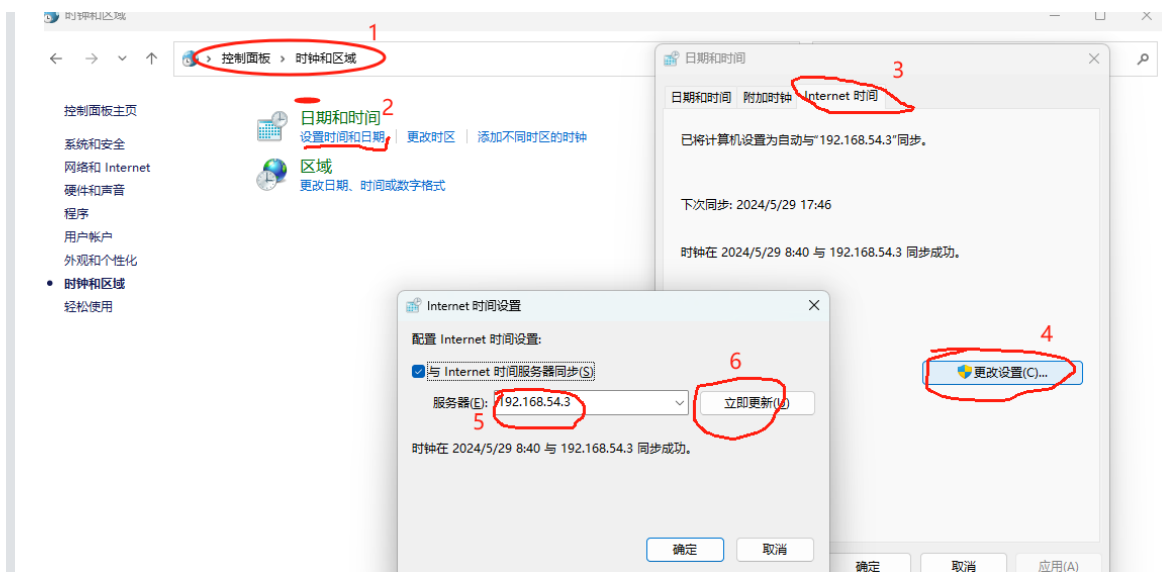 时钟和区域
1
控制面板 › 时钟和区域
控制面板主页
系统和安全
网络和 Internet
硬件和声音
程序
用户帐户
外观和个性化
时钟和区域
轻松使用
日期和时间
2
设置时间和日期
更改时区
添加不同时区的时钟
区域
更改日期、时间或数字格式
日期和时间
3
日期和时间
附加时钟
Internet 时间
已将计算机设置为自动与"192.168.54.3"同步。
下次同步: 2024/5/29 17:46
时钟在 2024/5/29 8:40 与 192.168.54.3 同步成功。
4
更改设置(C)...
Internet 时间设置
配置 Internet 时间设置:
与 Internet 时间服务器同步(S)
6
服务器(E):
192.168.54.3
立即更新(U)
5
时钟在 2024/5/29 8:40 与 192.168.54.3 同步成功。
确定
取消
确定
取消
应用(A)